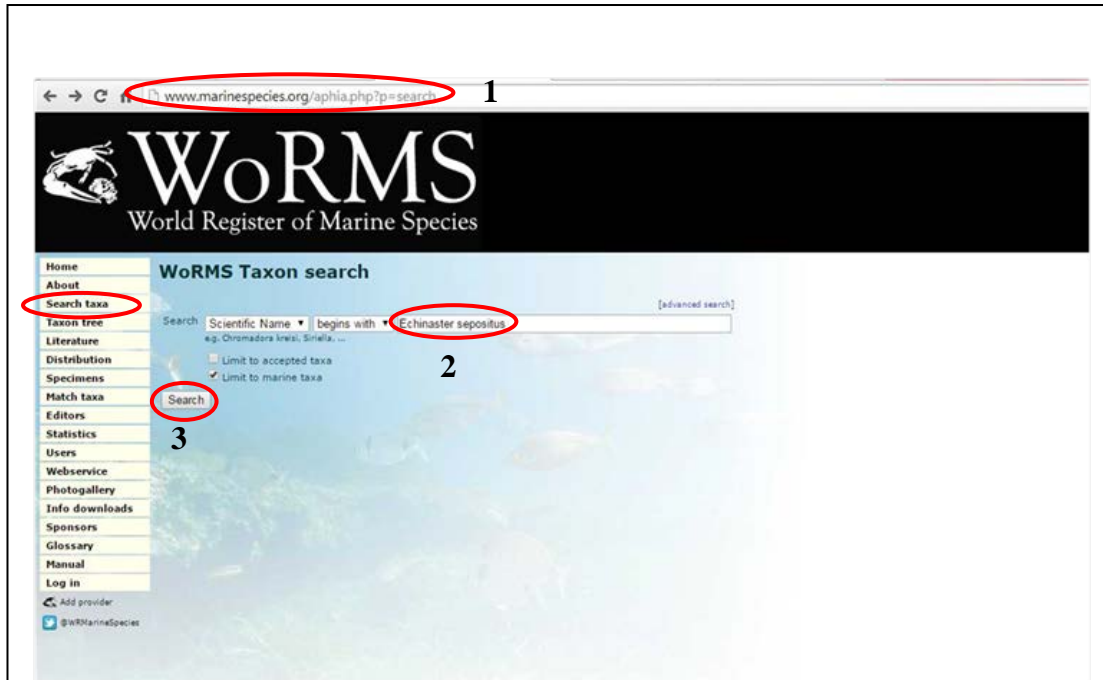 www.marinespecies.org/aphia.php?p=search 1
WoRMS
World Register of Marine Species
Home
About
Search taxa
Taxon tree
Literature
Distribution
Specimens
Match taxa
Editors
Statistics
Users
Webservice
Photogallery
Info downloads
Sponsors
Glossary
Manual
Log in
Add provider
@WRMarineSpecies
WoRMS Taxon search
[advanced search]
Search Scientific Name begins with Echinaster sepositus
e.g. Chromadora kreisi, Siriella, ...
2
Limit to accepted taxa
Limit to marine taxa
Search
3